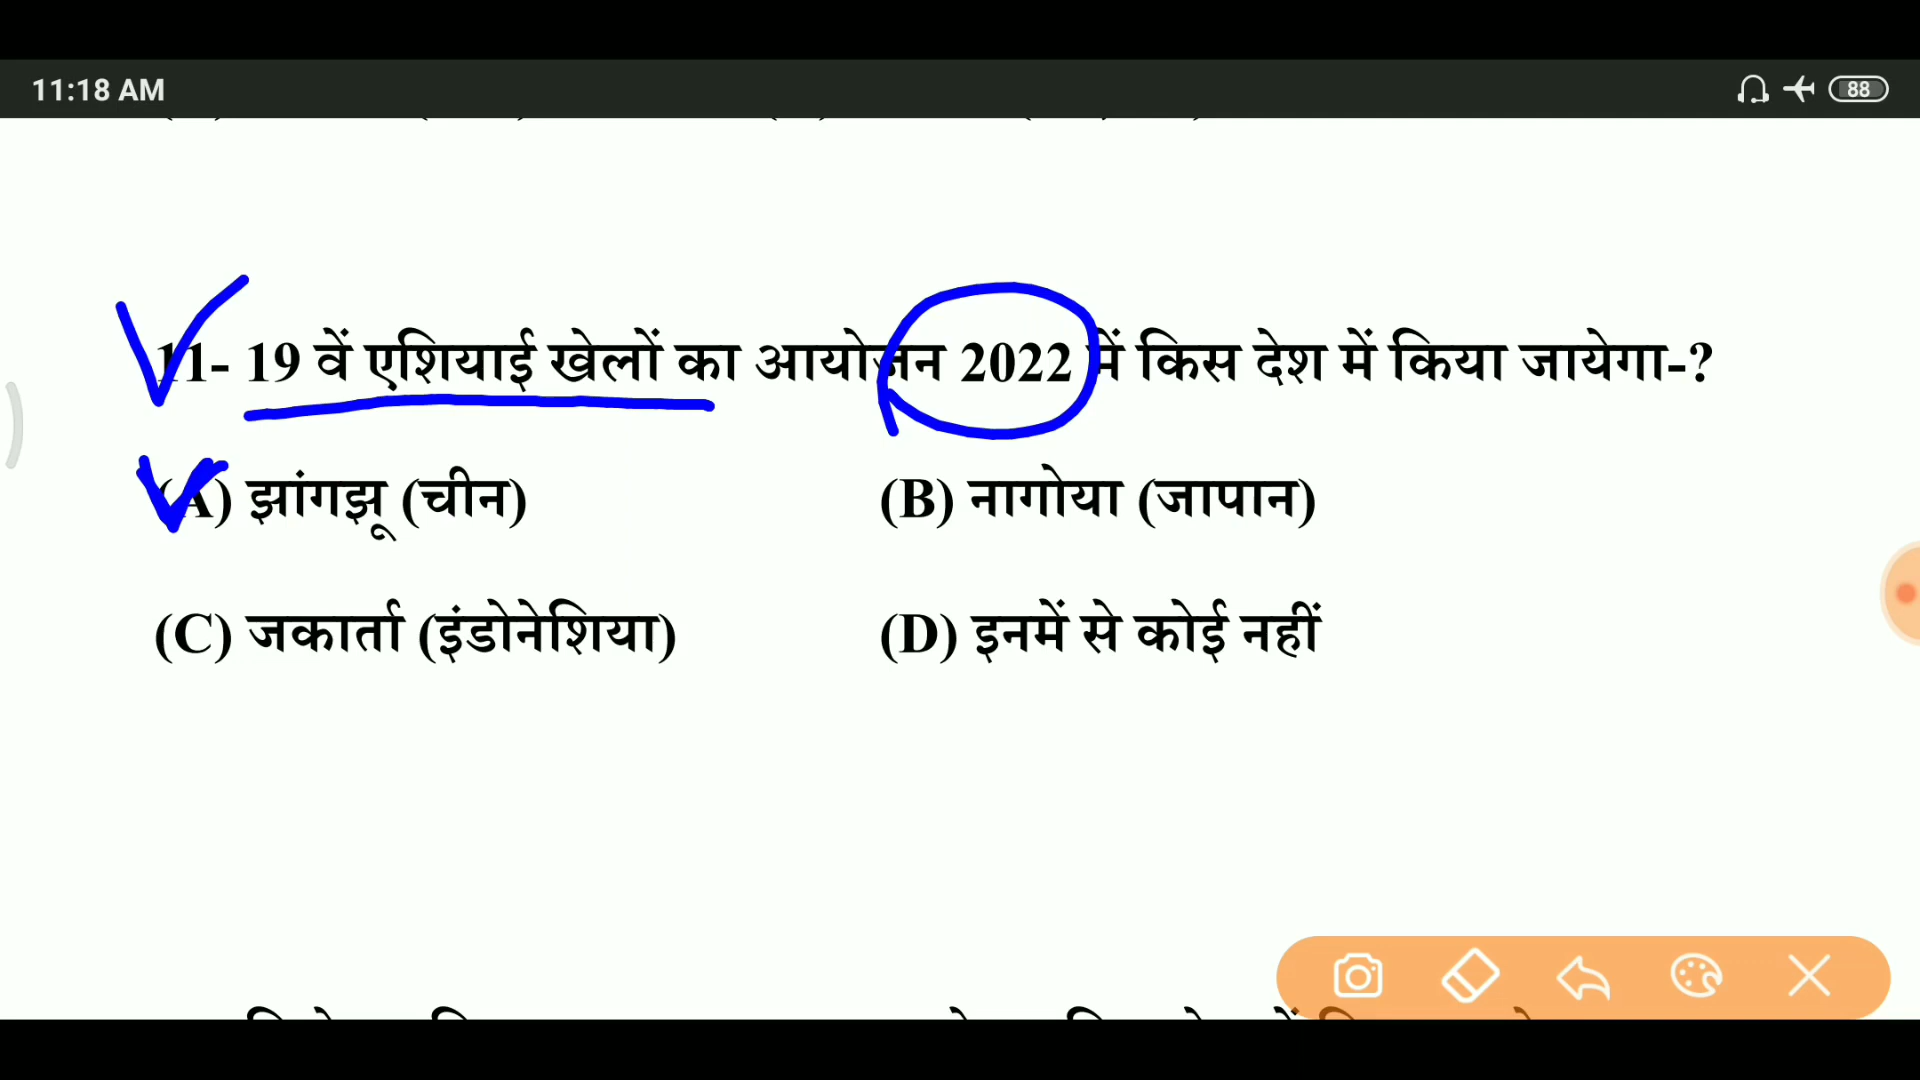 11:18 AM
88
11- 19 वें एशियाई खेलों का आयोजन 2022 में किस देश में किया जायेगा-?
(A) झांगझू (चीन) (B) नागोया (जापान)
(C) जकार्ता (इंडोनेशिया) (D) इनमें से कोई नहीं